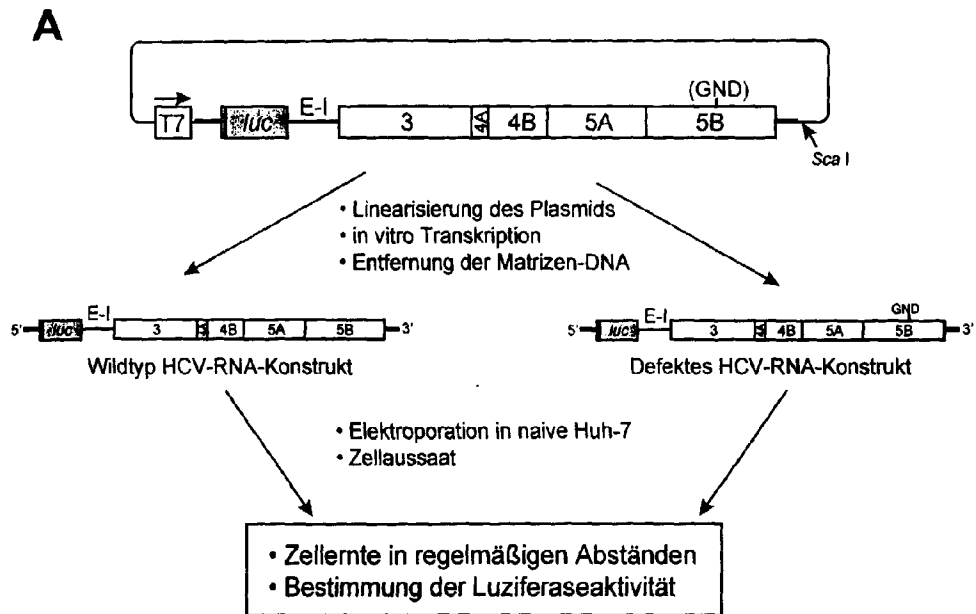 A
(GND)
T7 luc E-I 3 4A 4B 5A 5B
Sca I
• Linearisierung des Plasmids
• in vitro Transkription
• Entfernung der Matrizen-DNA
GND
5' luc E-I 3 4B 5A 5B 3'
5' luc E-I 3 4B 5A 5B 3'
Wildtyp HCV-RNA-Konstrukt
Defektes HCV-RNA-Konstrukt
• Elektroporation in naive Huh-7
• Zellaussaat
• Zellernte in regelmäßigen Abständen
• Bestimmung der Luziferaseaktivität